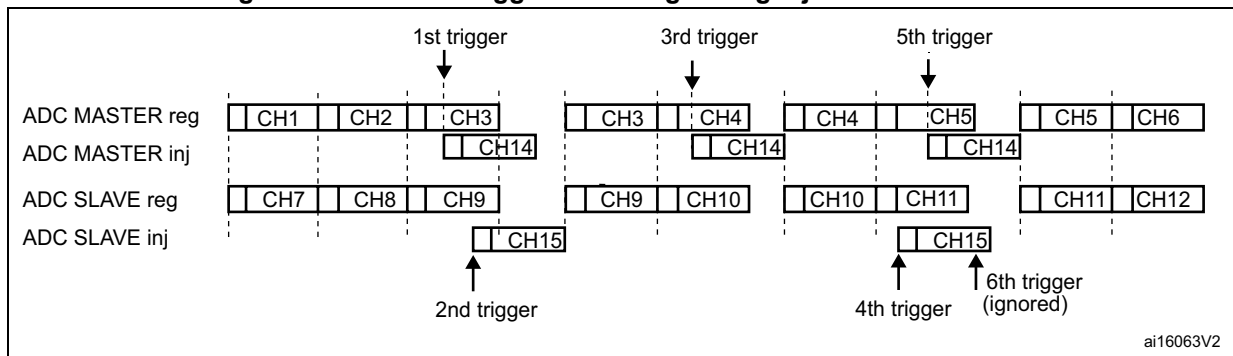 1st trigger 3rd trigger 5th trigger
ADC MASTER reg CH1 CH2 CH3 CH3 CH4 CH4 CH5 CH5 CH6
ADC MASTER inj CH14 CH14 CH14
ADC SLAVE reg CH7 CH8 CH9 CH9 CH10 CH10 CH11 CH11 CH12
ADC SLAVE inj CH15 CH15
2nd trigger 4th trigger 6th trigger
(ignored)
ai16063V2